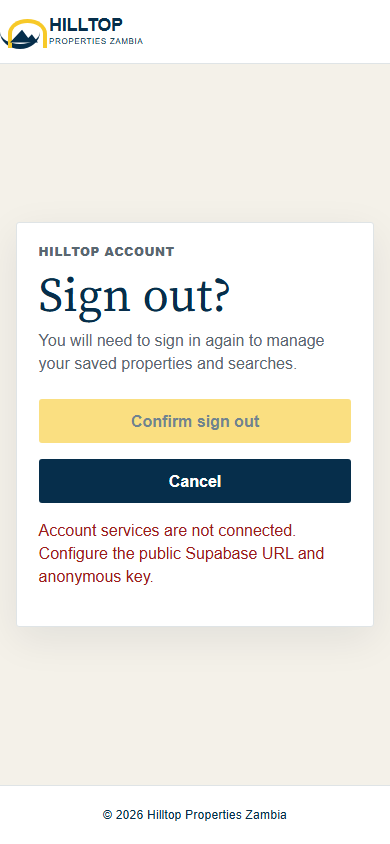 HILLTOP
PROPERTIES ZAMBIA
HILLTOP ACCOUNT
Sign out?
You will need to sign in again to manage
your saved properties and searches.
Confirm sign out
Cancel
Account services are not connected.
Configure the public Supabase URL and
anonymous key.
© 2026 Hilltop Properties Zambia